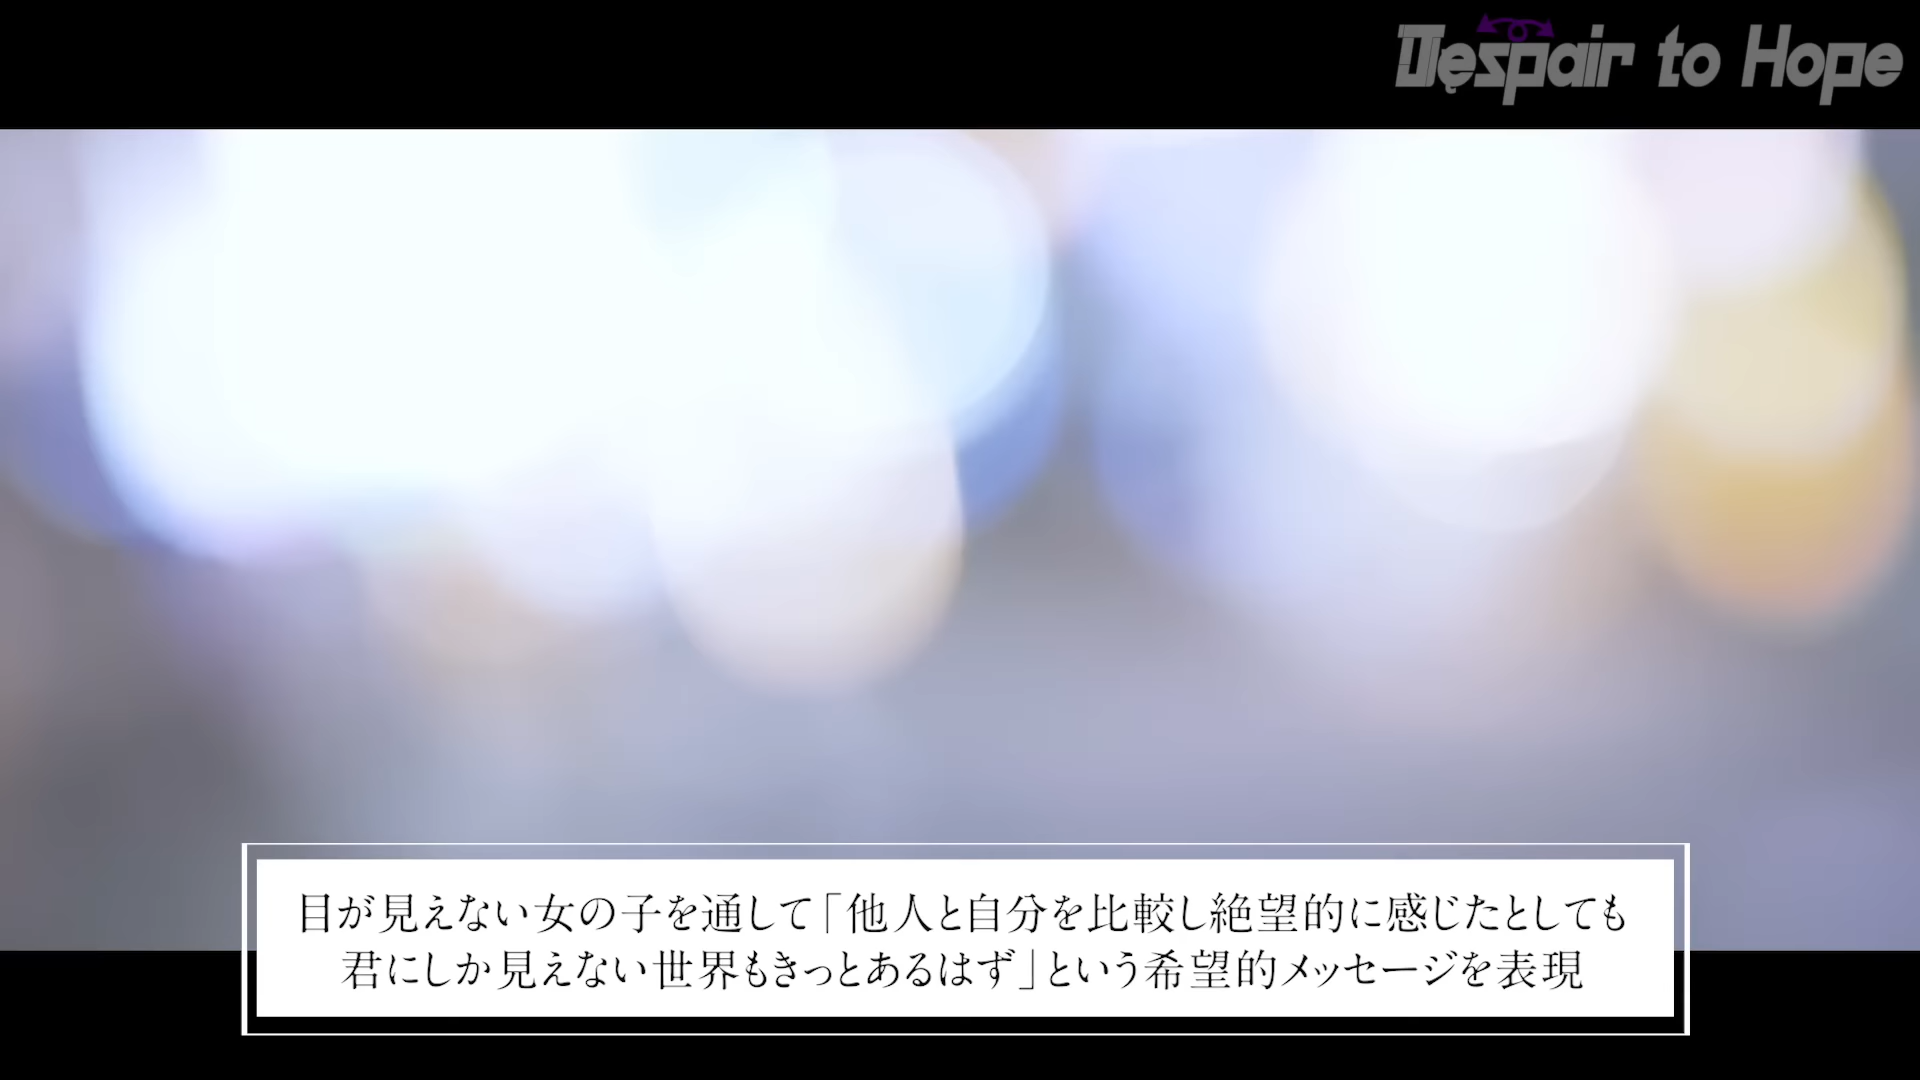 Despair to Hope
目が見えない女の子を通して「他人と自分を比較し絶望的に感じたとしても
君にしか見えない世界もきっとあるはず」という希望的メッセージを表現